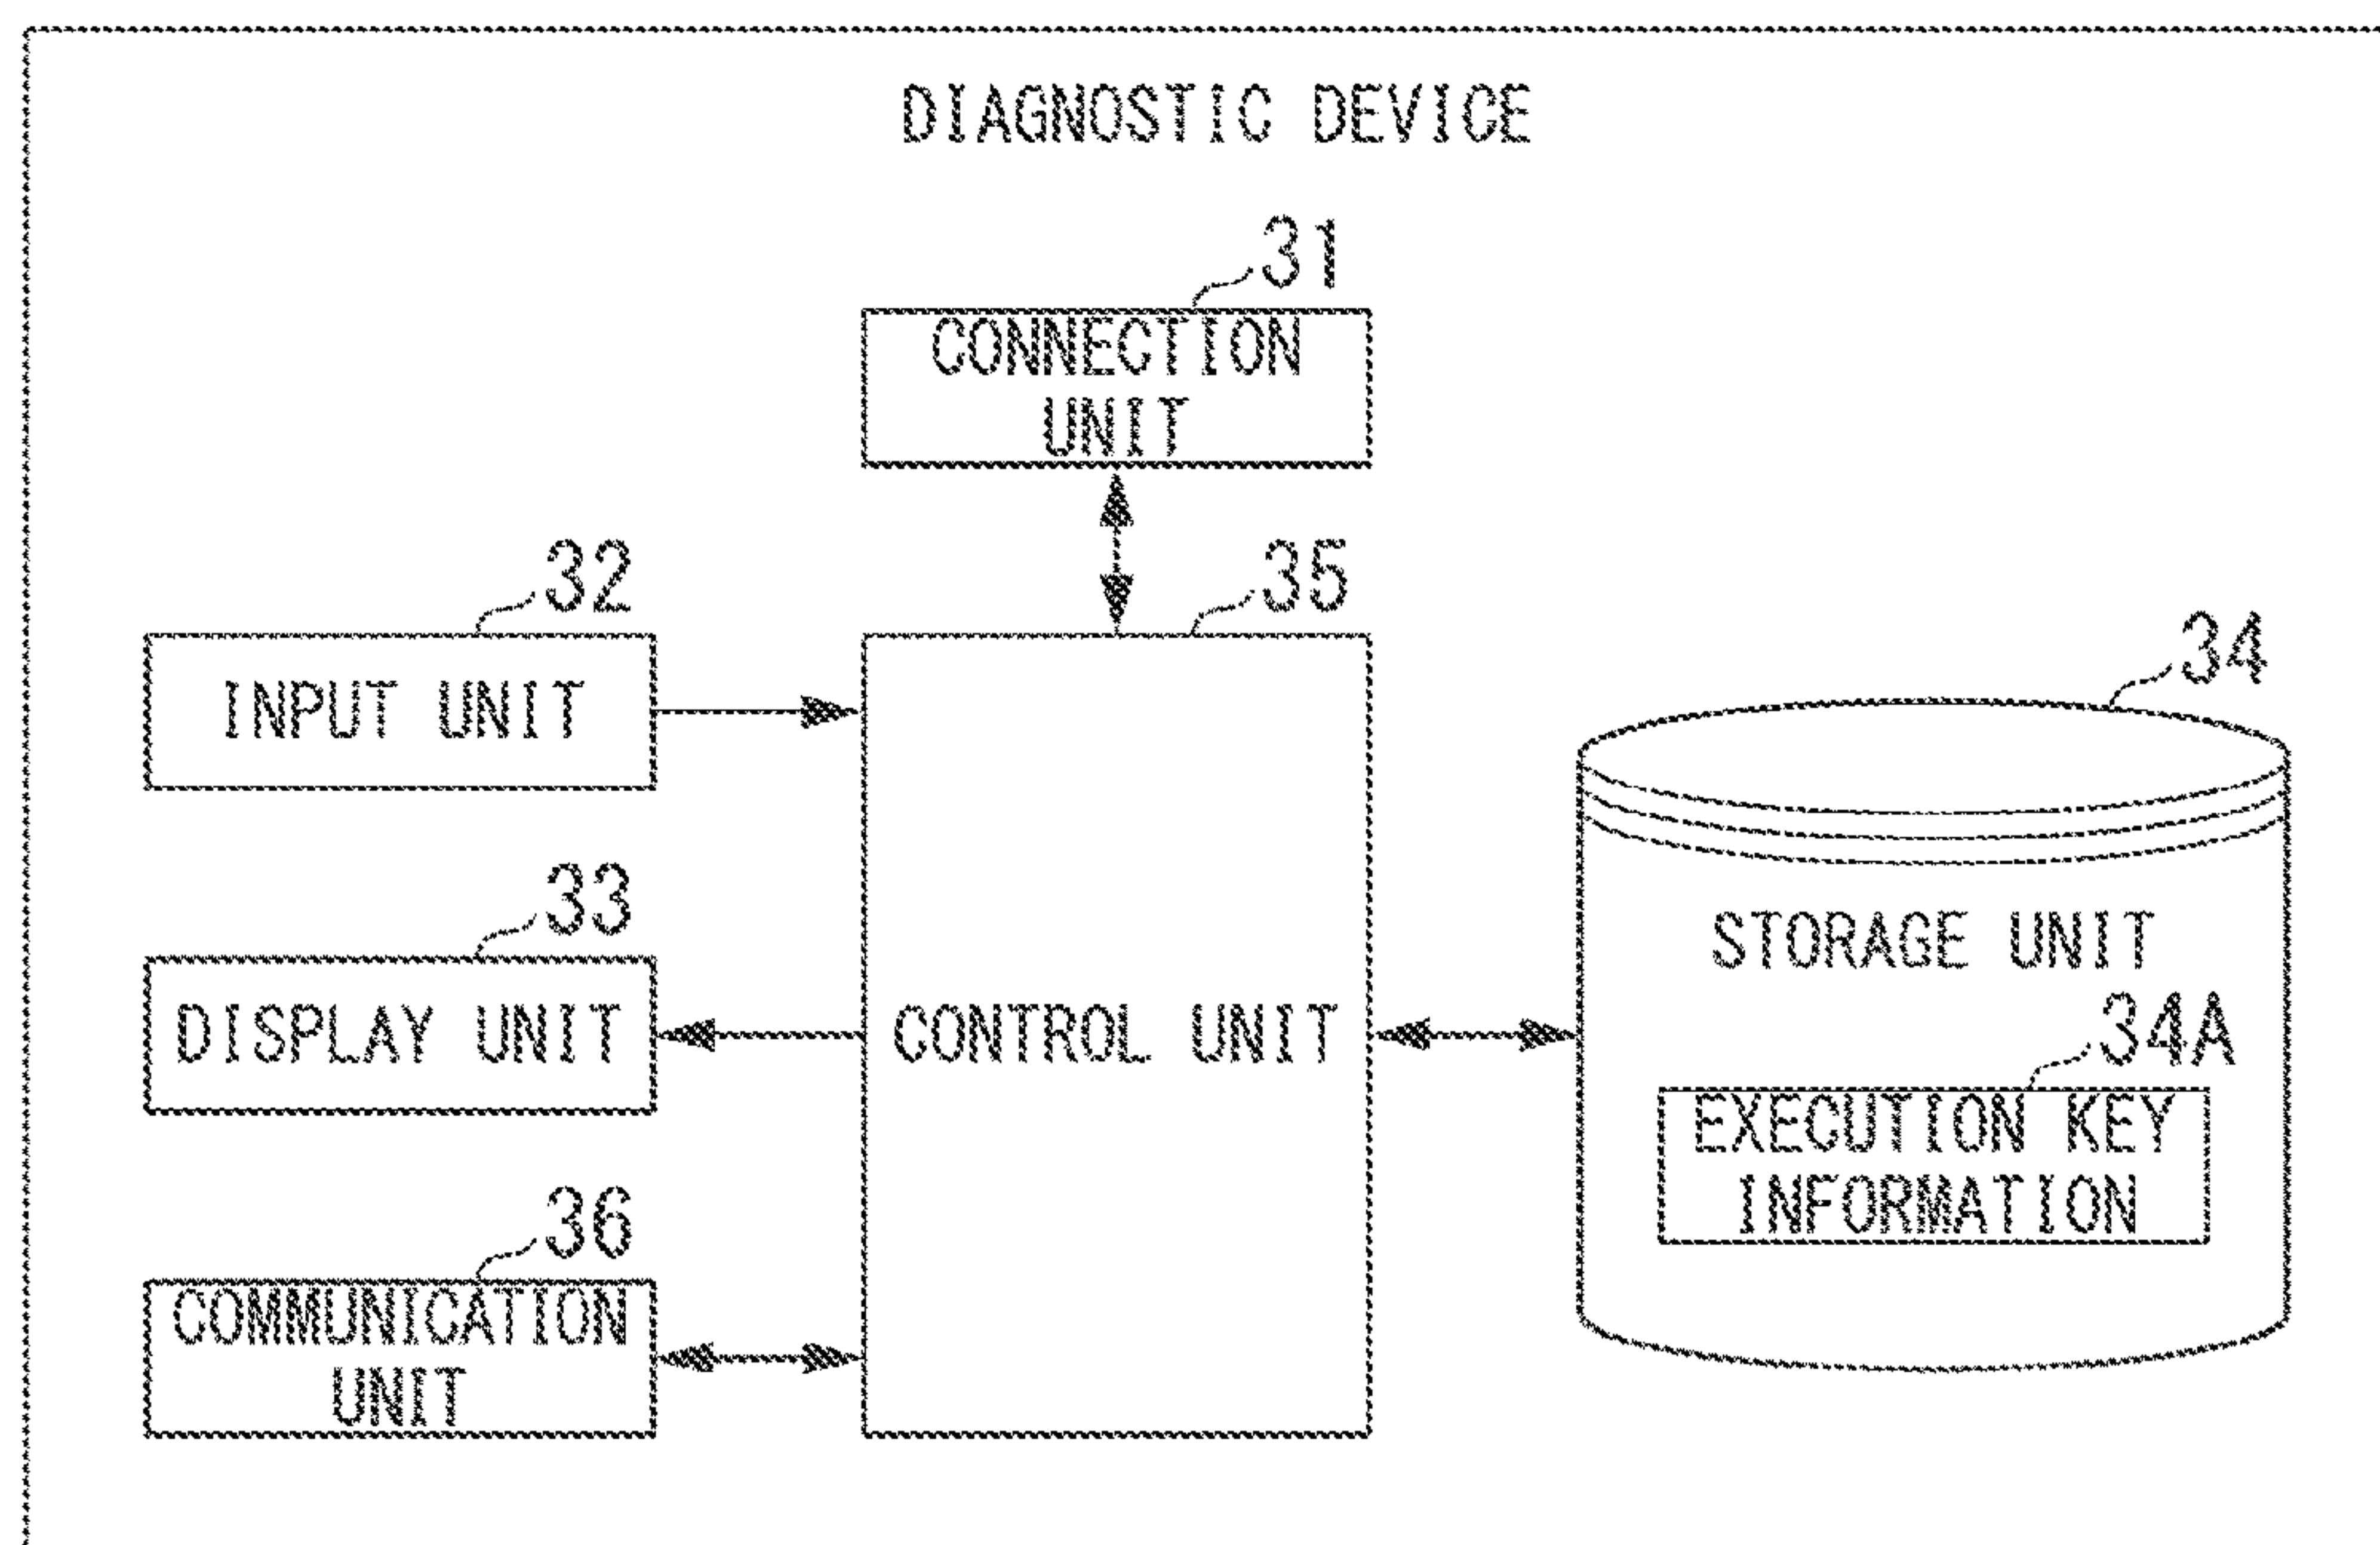 DIAGNOSTIC DEVICE
31
CONNECTION
UNIT
32
INPUT UNIT
35
CONTROL UNIT
33
DISPLAY UNIT
36
COMMUNICATION
UNIT
34
STORAGE UNIT
34A
EXECUTION KEY
INFORMATION